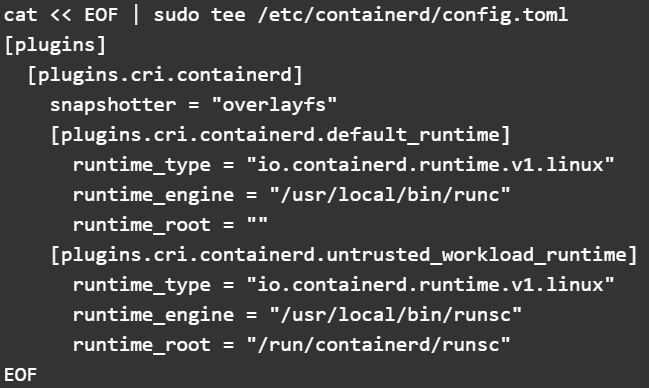 cat << EOF | sudo tee /etc/containerd/config.toml
[plugins]
  [plugins.cri.containerd]
    snapshotter = "overlayfs"
    [plugins.cri.containerd.default_runtime]
      runtime_type = "io.containerd.runtime.v1.linux"
      runtime_engine = "/usr/local/bin/runc"
      runtime_root = ""
    [plugins.cri.containerd.untrusted_workload_runtime]
      runtime_type = "io.containerd.runtime.v1.linux"
      runtime_engine = "/usr/local/bin/runsc"
      runtime_root = "/run/containerd/runsc"
EOF